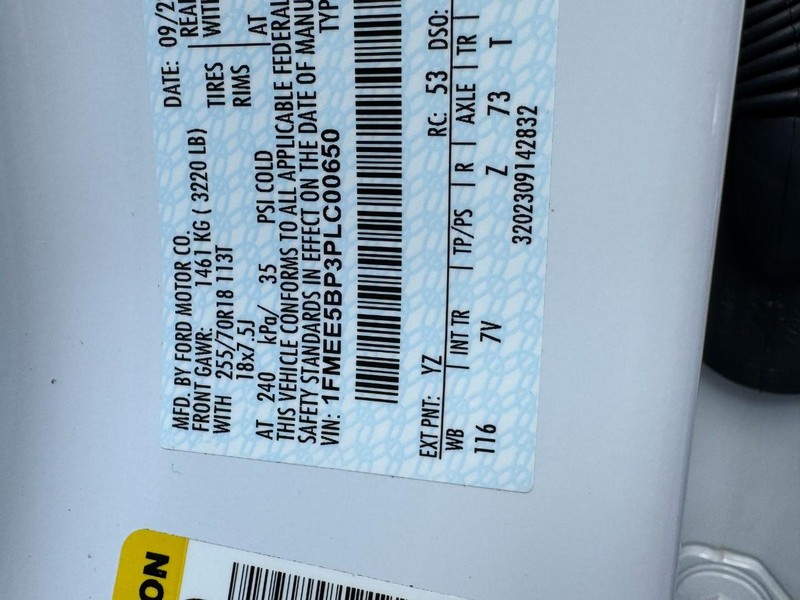 MFD. BY FORD MOTOR CO.
DATE: 09/2
FRONT GAWR: 1461 KG ( 3220 LB)
WITH 255/70R18 113T
TIRES
WITH
18x7.5J
RIMS
AT 240 kPa/ 35 PSI COLD
AT
THIS VEHICLE CONFORMS TO ALL APPLICABLE FEDERAL
SAFETY STANDARDS IN EFFECT ON THE DATE OF MANU
VIN: 1FMEE5BP3PLC00650
TYP
EXT PNT: YZ
RC: 53 DSO:
WB | INT TR | TP/PS | R | AXLE | TR |
116 7V Z 73 T
3202309142832
ON